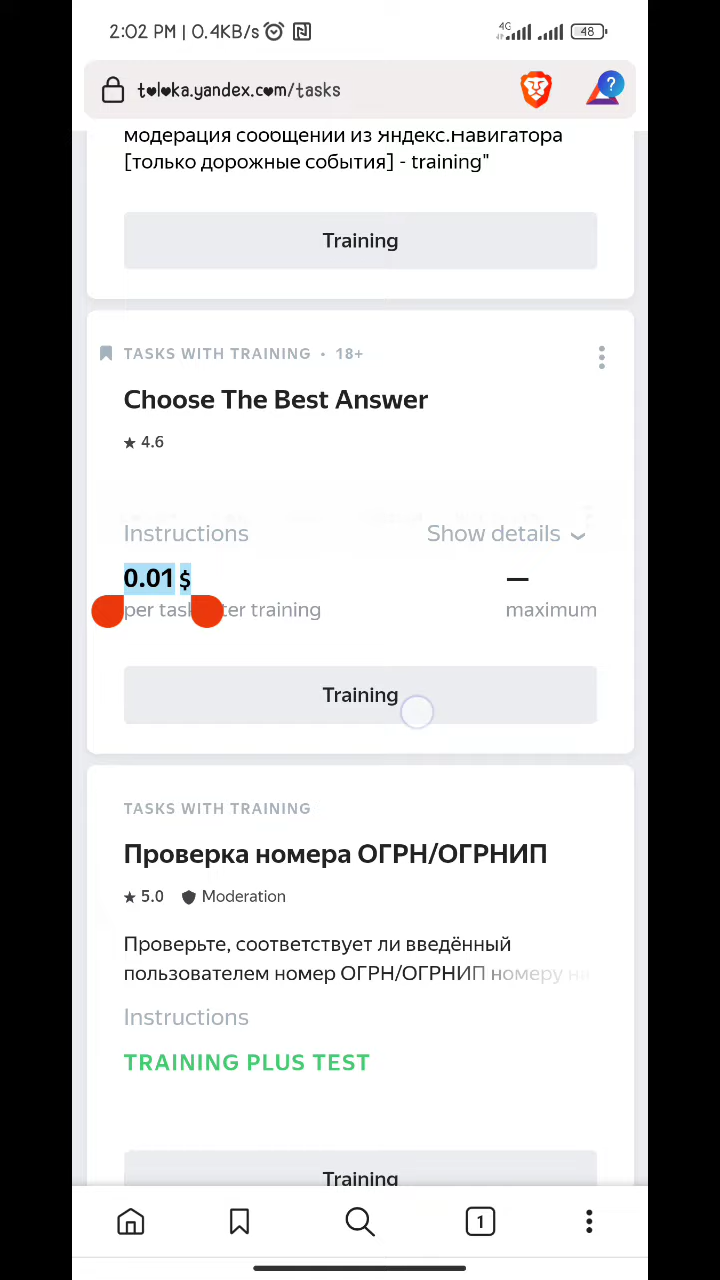 2:02 PM | 0.4KB/s
4G
48
toloka.yandex.com/tasks
?
модерация сообщений из Яндекс.Навигатора
[только дорожные события] - training"
Training
TASKS WITH TRAINING • 18+
Choose The Best Answer
★ 4.6
Instructions
Show details
0.01 $
—
per task ter training
maximum
Training
TASKS WITH TRAINING
Проверка номера ОГРН/ОГРНИП
★ 5.0 Moderation
Проверьте, соответствует ли введённый
пользователем номер ОГРН/ОГРНИП номеру
Instructions
TRAINING PLUS TEST
Training
1